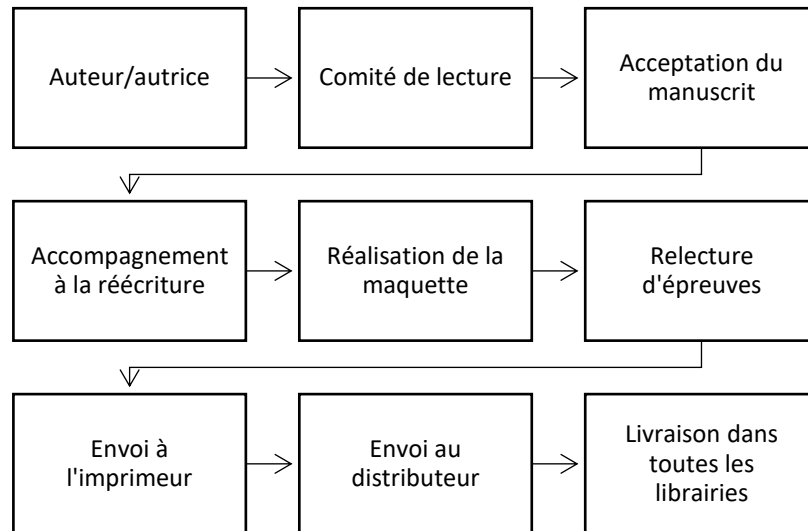 Auteur/autrice
Comité de lecture
Acceptation du
manuscrit
Accompagnement
à la réécriture
Réalisation de la
maquette
Relecture
d'épreuves
Envoi à
l'imprimeur
Envoi au
distributeur
Livraison dans
toutes les
librairies